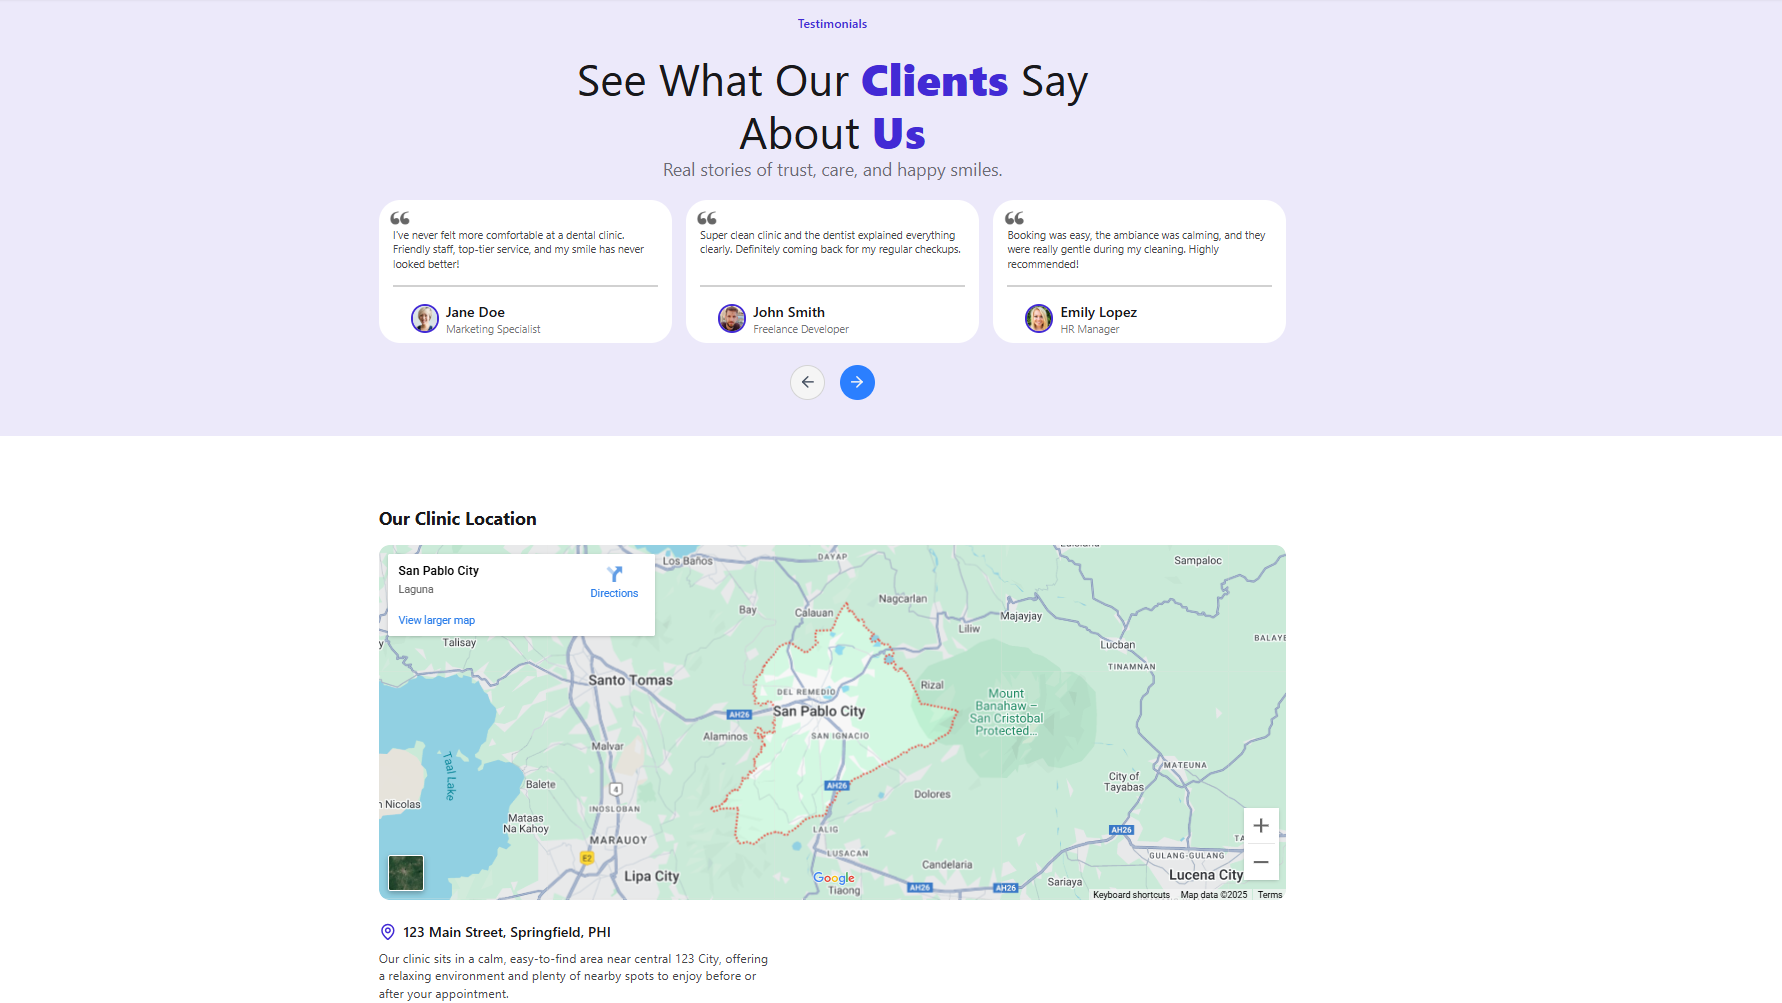 Testimonials
See What Our Clients Say
About Us
Real stories of trust, care, and happy smiles.
I've never felt more comfortable at a dental clinic.
Friendly staff, top-tier service, and my smile has never
looked better!
Jane Doe
Marketing Specialist
Super clean clinic and the dentist explained everything
clearly. Definitely coming back for my regular checkups.
John Smith
Freelance Developer
Booking was easy, the ambiance was calming, and they
were really gentle during my cleaning. Highly
recommended!
Emily Lopez
HR Manager
Our Clinic Location
San Pablo City
Laguna
Directions
View larger map
Los Baños
DAYAP
Sampaloc
Bay
Calauan
Nagcarlan
Majayjay
Liliw
Talisay
Lucban
BALAYE
TINAMNAN
Santo Tomas
DEL REMEDIO
Rizal
Mount
Banahaw –
San Cristobal
Protected...
AH26
San Pablo City
Alaminos
SAN IGNACIO
Malvar
Taal Lake
Balete
4
AH26
MATEUNA
City of
Tayabas
Dolores
n Nicolas
INOSLOBAN
Mataas
Na Kahoy
LALIG
AH26
MARAUOY
E2
LUSACAN
GULANG-GULANG
Candelaria
Lipa City
Google
Tiaong
AH26
AH26
Sariaya
Lucena City
Keyboard shortcuts
Map data ©2025
Terms
123 Main Street, Springfield, PHI
Our clinic sits in a calm, easy-to-find area near central 123 City, offering
a relaxing environment and plenty of nearby spots to enjoy before or
after your appointment.